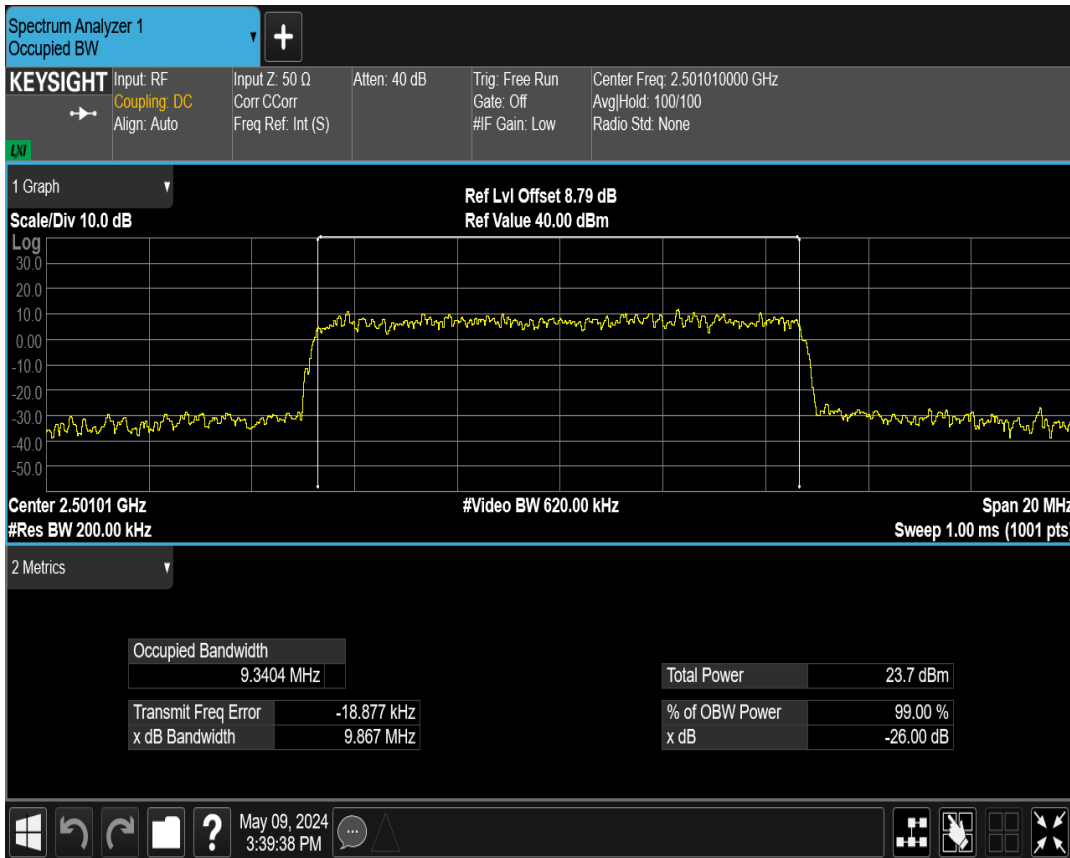 Spectrum Analyzer 1
Occupied BW
+
KEYSIGHT
LXI
Input: RF
Coupling: DC
Align: Auto
Input Z: 50 Ω
Corr CCorr
Freq Ref: Int (S)
Atten: 40 dB
Trig: Free Run
Gate: Off
#IF Gain: Low
Center Freq: 2.501010000 GHz
Avg|Hold: 100/100
Radio Std: None
1 Graph
Ref Lvl Offset 8.79 dB
Scale/Div 10.0 dB
Ref Value 40.00 dBm
Log
30.0
20.0
10.0
0.00
-10.0
-20.0
-30.0
-40.0
-50.0
Center 2.50101 GHz
#Video BW 620.00 kHz
Span 20 MHz
#Res BW 200.00 kHz
Sweep 1.00 ms (1001 pts)
2 Metrics
Occupied Bandwidth
9.3404 MHz
Total Power 23.7 dBm
Transmit Freq Error -18.877 kHz
% of OBW Power 99.00 %
x dB Bandwidth 9.867 MHz
x dB -26.00 dB
?
May 09, 2024
3:39:38 PM